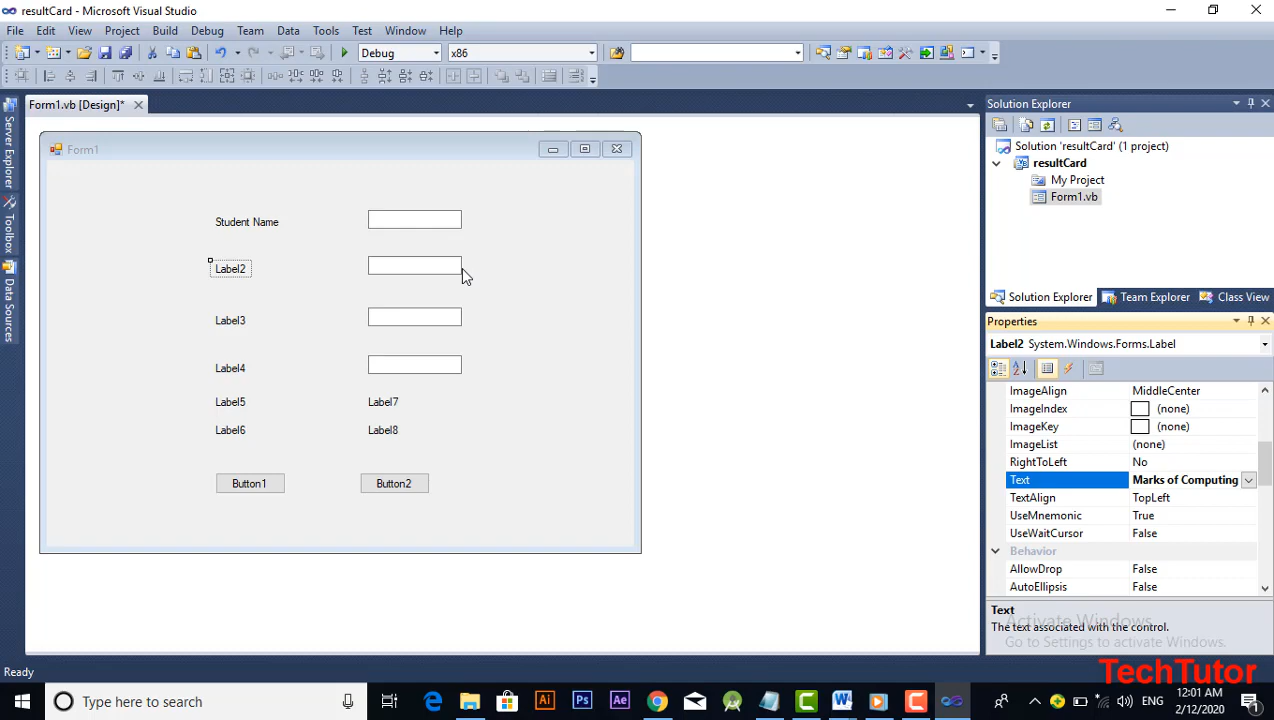 resultCard - Microsoft Visual Studio
File Edit View Project Build Debug Team Data Tools Test Window Help
Debug x86
Form1.vb [Design]*
Server Explorer
Toolbox
Data Sources
Form1
Student Name
Label2
Label3
Label4
Label5 Label7
Label6 Label8
Button1 Button2
Solution Explorer
Solution 'resultCard' (1 project)
resultCard
My Project
Form1.vb
Solution Explorer Team Explorer Class View
Properties
Label2 System.Windows.Forms.Label
ImageAlign MiddleCenter
ImageIndex (none)
ImageKey (none)
ImageList (none)
RightToLeft No
Text Marks of Computing
TextAlign TopLeft
UseMnemonic True
UseWaitCursor False
Behavior
AllowDrop False
AutoEllipsis False
Text
The text associated with the control.
Activate Windows
Go to Settings to activate Windows.
Ready
TechTutor
Type here to search
ENG
12:01 AM
2/12/2020